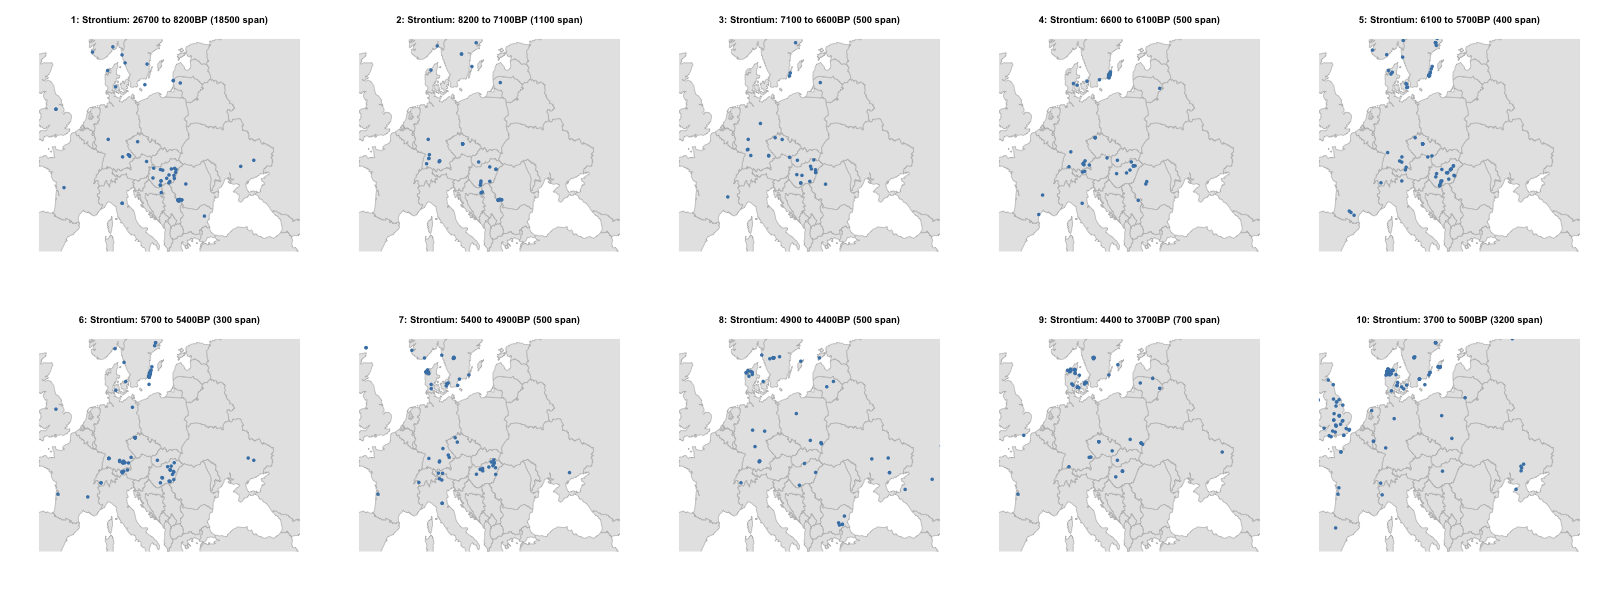 1: Strontium: 26700 to 8200BP (18500 span)
2: Strontium: 8200 to 7100BP (1100 span)
3: Strontium: 7100 to 6600BP (500 span)
4: Strontium: 6600 to 6100BP (500 span)
5: Strontium: 6100 to 5700BP (400 span)
6: Strontium: 5700 to 5400BP (300 span)
7: Strontium: 5400 to 4900BP (500 span)
8: Strontium: 4900 to 4400BP (500 span)
9: Strontium: 4400 to 3700BP (700 span)
10: Strontium: 3700 to 500BP (3200 span)